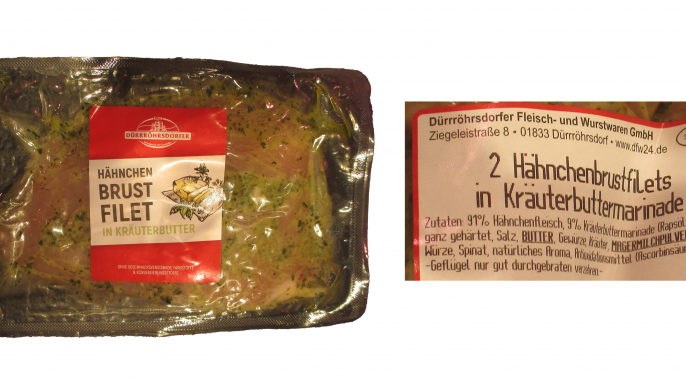 DÜRRRÖHRSDORFER
HÄHNCHEN
BRUST
FILET
IN KRÄUTERBUTTER
Dürrröhrsdorfer Fleisch- und Wurstwaren GmbH
Ziegeleistraße 8 • 01833 Dürrröhrsdorf • www.dfw24.de
2 Hähnchenbrustfilets
in Kräuterbuttermarinade
Zutaten: 91% Hähnchenfleisch, 9% Kräuterbuttermarinade (Rapsöl
ganz gehärtet, Salz, BUTTER, Gewürze, Kräuter, MAGERMILCHPULVER
Würze, Spinat, natürliches Aroma, Antioxidationsmittel (Ascorbinsäu
-Geflügel nur gut durchgebraten verzehren-